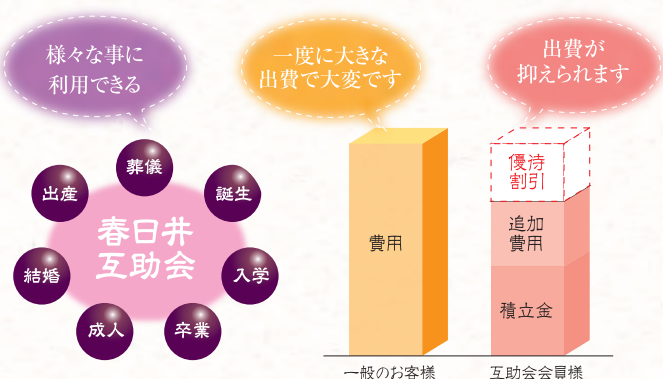 様々な事に
利用できる
一度に大きな
出費で大変です
出費が
抑えられます
葬儀
出産
誕生
春日井
互助会
結婚
入学
成人
卒業
費用
優待
割引
追加
費用
積立金
一般のお客様
互助会会員様